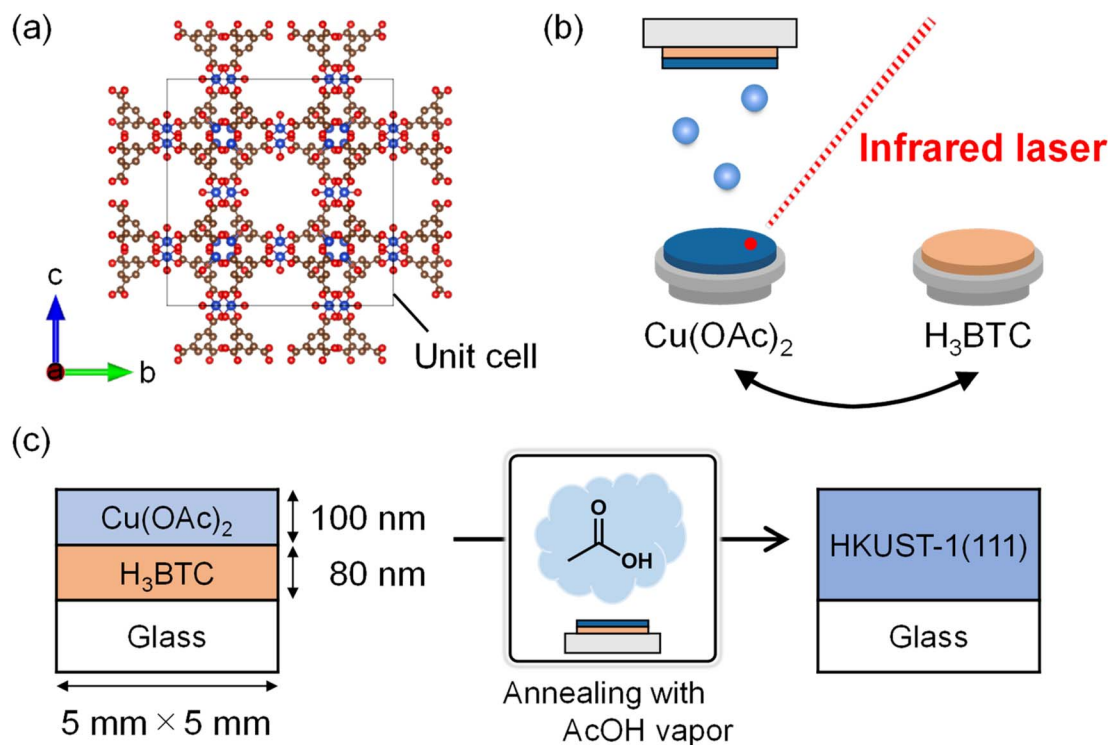 (a)
c
a
b
Unit cell
(b)
Infrared laser
Cu(OAc)₂
H₃BTC
(c)
Cu(OAc)₂
100 nm
H₃BTC
80 nm
Glass
5 mm × 5 mm
O
OH
Annealing with
AcOH vapor
HKUST-1(111)
Glass